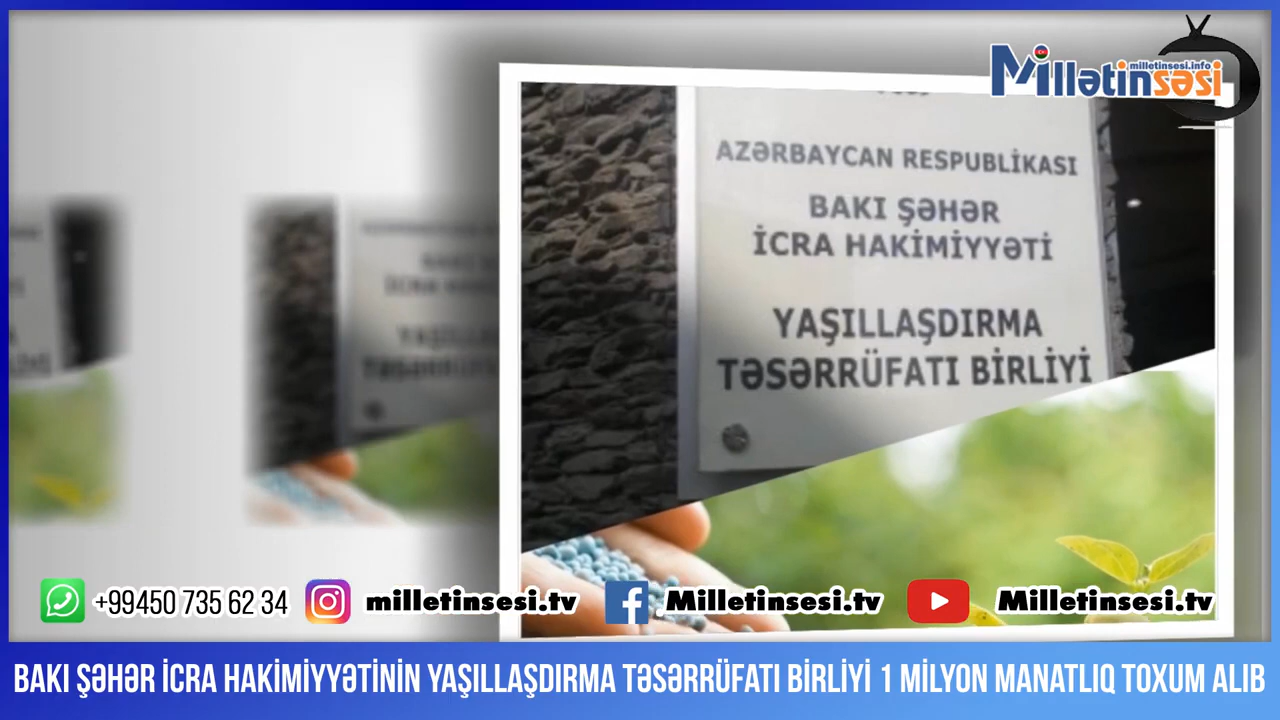 milletinsesi.info
Millətinsəsi
AZƏRBAYCAN RESPUBLİKASI
BAKI ŞƏHƏR
İCRA HAKİMİYYƏTİ
YAŞILLAŞDIRMA
TƏSƏRRÜFATI BİRLİYİ
+99450 735 62 34
milletinsesi.tv
Milletinsesi.tv
Milletinsesi.tv
BAKI ŞƏHƏR İCRA HAKİMİYYƏTİNİN YAŞILLAŞDIRMA TƏSƏRRÜFATI BİRLİYİ 1 MİLYON MANATLIQ TOXUM ALIB